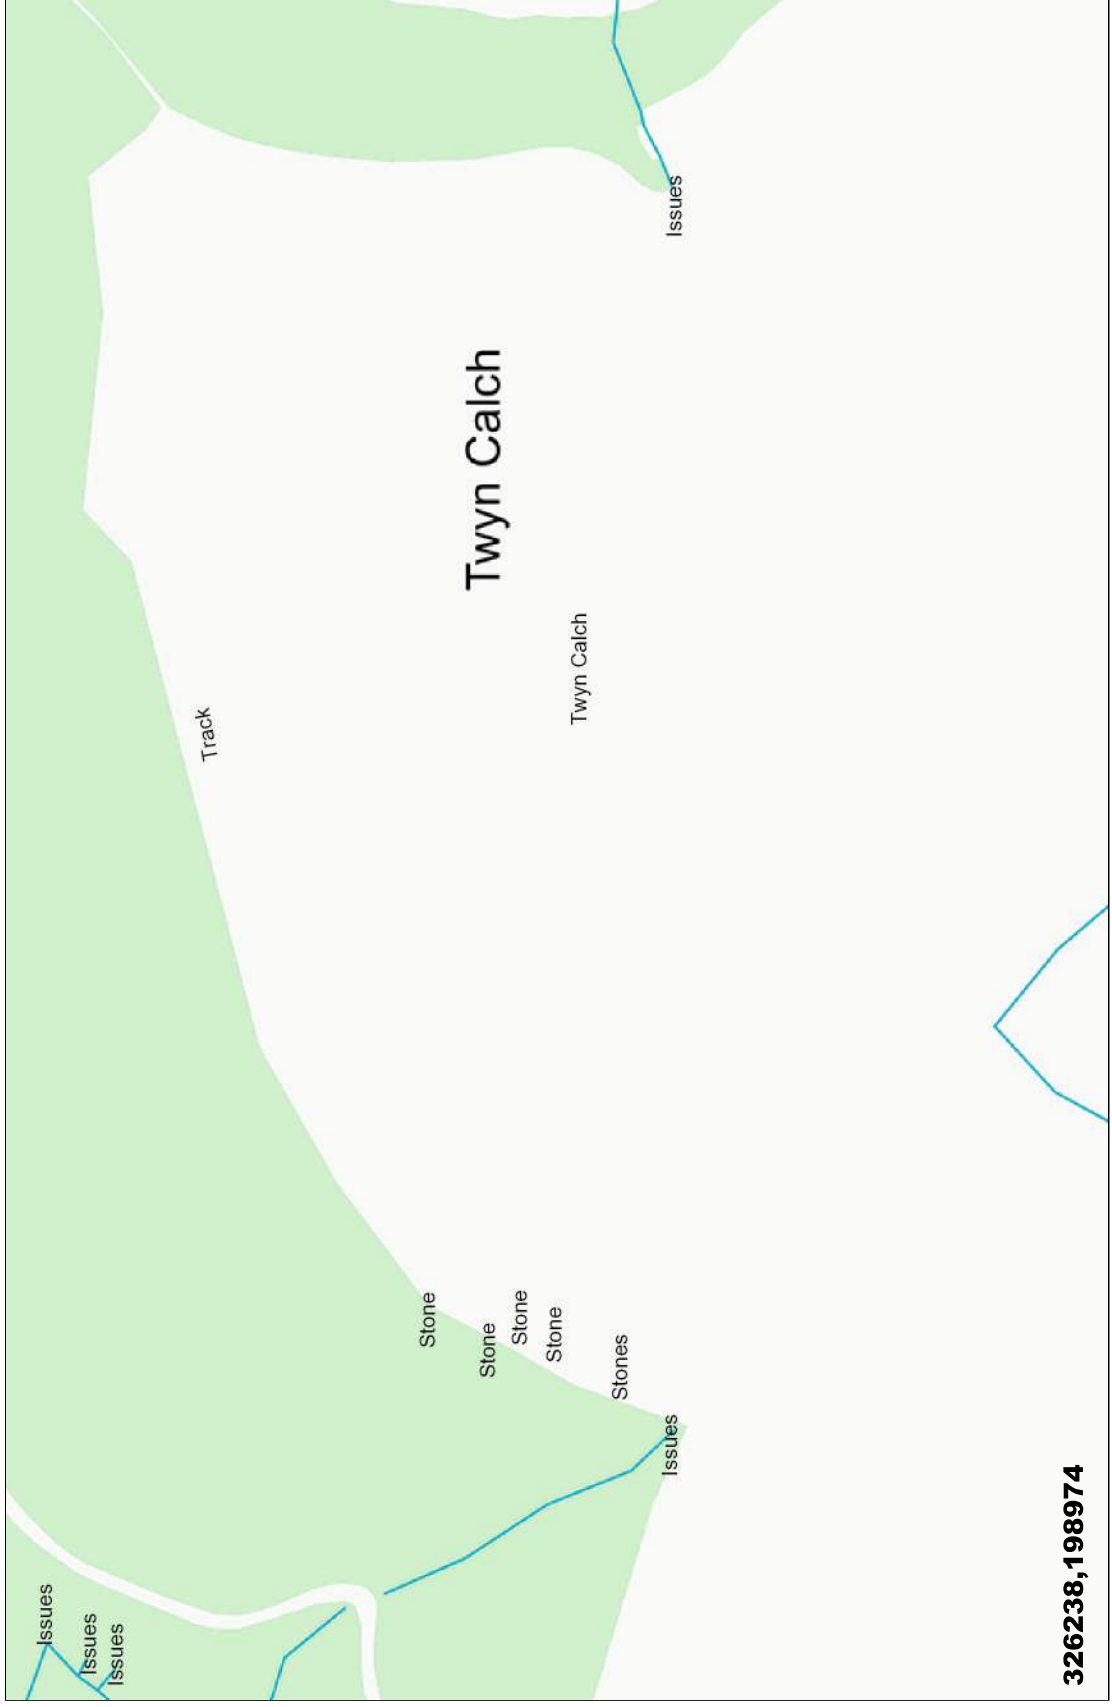 Issues
Issues
Issues
Track
Stone
Twyn Calch
Stone
Stone
Stone
Twyn Calch
Stones
Issues
Issues
326238,198974